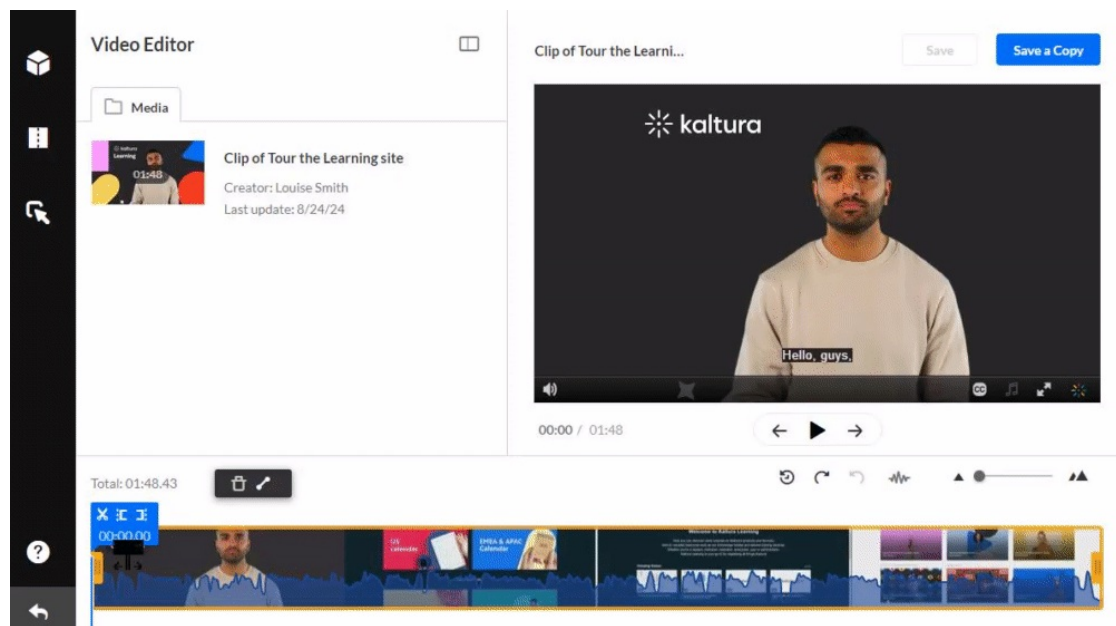 Video Editor
Media
01:48
Clip of Tour the Learning site
Creator: Louise Smith
Last update: 8/24/24
Clip of Tour the Learni...
Save
Save a Copy
kaltura
Hello, guys,
CC
00:00 / 01:48
Total: 01:48.43
00:00.00
US
calendar
EMEA & APAC
Calendar
Welcome to Kaltura Learning
?